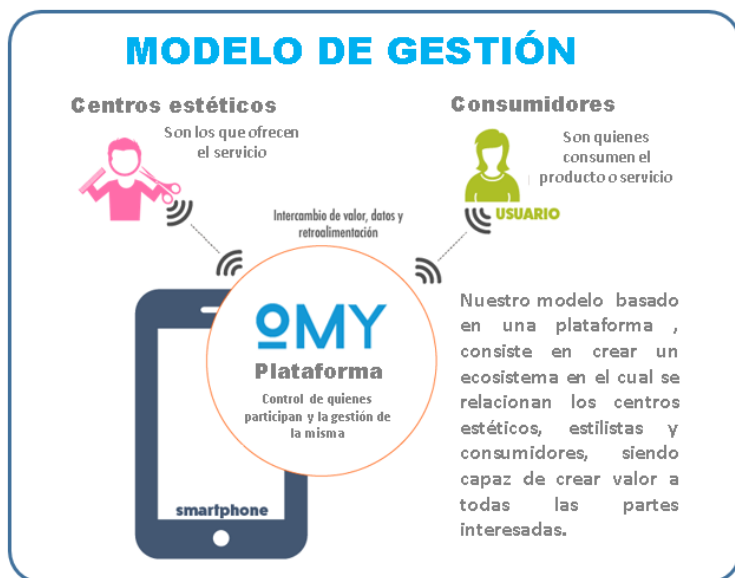 MODELO DE GESTIÓN
Centros estéticos
Son los que ofrecen
el servicio
Consumidores
Son quienes
consumen el
producto o servicio
USUARIO
Intercambio de valor, datos y
retroalimentación
OMY
Plataforma
Control de quienes
participan y la gestión de
la misma
smartphone
Nuestro modelo basado
en una plataforma ,
consiste en crear un
ecosistema en el cual se
relacionan los centros
estéticos, estilistas y
consumidores, siendo
capaz de crear valor a
todas las partes
interesadas.